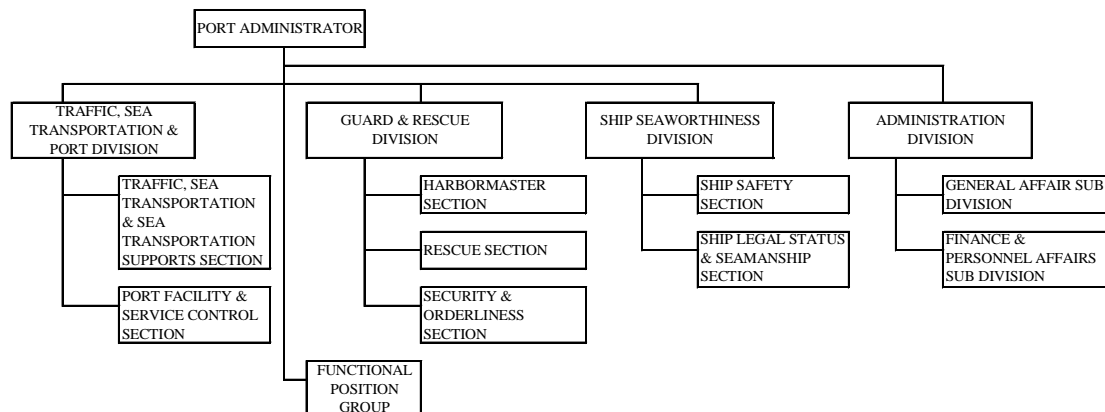 PORT ADMINISTRATOR
TRAFFIC, SEA
TRANSPORTATION &
PORT DIVISION
GUARD & RESCUE
DIVISION
SHIP SEAWORTHINESS
DIVISION
ADMINISTRATION
DIVISION
TRAFFIC, SEA
TRANSPORTATION
& SEA
TRANSPORTATION
SUPPORTS SECTION
PORT FACILITY &
SERVICE CONTROL
SECTION
HARBORMASTER
SECTION
RESCUE SECTION
SECURITY &
ORDERLINESS
SECTION
SHIP SAFETY
SECTION
SHIP LEGAL STATUS
& SEAMANSHIP
SECTION
GENERAL AFFAIR SUB
DIVISION
FINANCE &
PERSONNEL AFFAIRS
SUB DIVISION
FUNCTIONAL
POSITION
GROUP